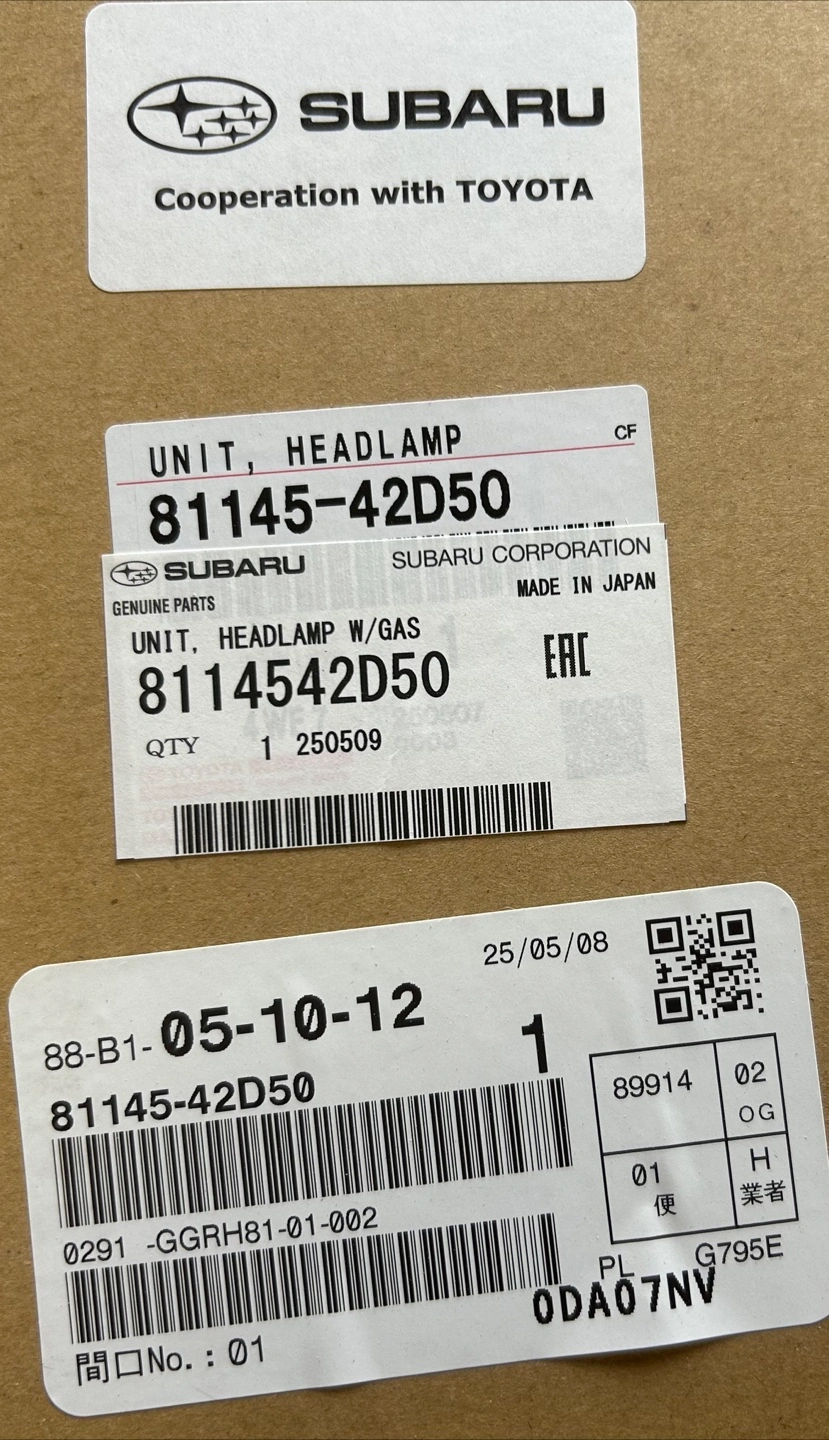 SUBARU
Cooperation with TOYOTA
UNIT, HEADLAMP CF
81145-42D50
SUBARU SUBARU CORPORATION
GENUINE PARTS MADE IN JAPAN
UNIT, HEADLAMP W/GAS
8114542D50 EAC
QTY 1 250509
25/05/08
88-B1-05-10-12 1
81145-42D50
89914 02
OG
01 H
便 業者
0291 -GGRH81-01-002
PL G795E
0DA07NV
間口No.:01